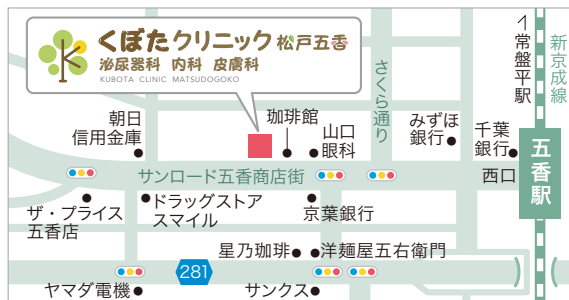 くぼたクリニック 松戸五香
泌尿器科 内科 皮膚科
KUBOTA CLINIC MATSUDOGOKO
常盤平駅
新京成線
さくら通り
朝日
信用金庫
珈琲館
山口
眼科
みずほ
銀行
千葉
銀行
五香駅
サンロード五香商店街
西口
ザ・プライス
五香店
ドラッグストア
スマイル
京葉銀行
星乃珈琲
洋麺屋五右衛門
281
ヤマダ電機
サンクス